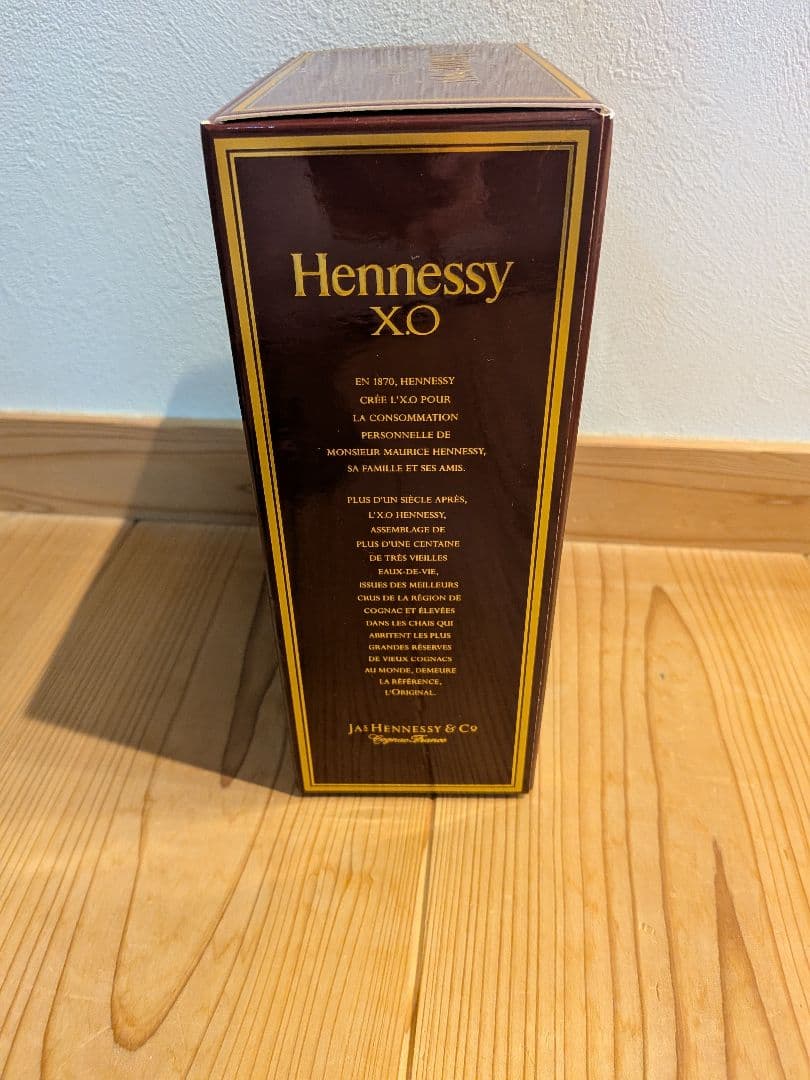 Hennessy
X.O
EN 1870, HENNESSY
CRÉE L'X.O POUR
LA CONSOMMATION
PERSONNELLE DE
MONSIEUR MAURICE HENNESSY,
SA FAMILLE ET SES AMIS.
PLUS D'UN SIÈCLE APRÈS,
L'X.O HENNESSY,
ASSEMBLAGE DE
PLUS D'UNE CENTAINE
DE TRÈS VIEILLES
EAUX-DE-VIE,
ISSUES DES MEILLEURS
CRUS DE LA RÉGION DE
COGNAC ET ÉLEVÉES
DANS LES CHAIS QUI
ABRITENT LES PLUS
GRANDES RÉSERVES
DE VIEUX COGNACS
AU MONDE, DEMEURE
LA RÉFÉRENCE,
L'ORIGINAL.
JAS HENNESSY & CO
Cognac-France